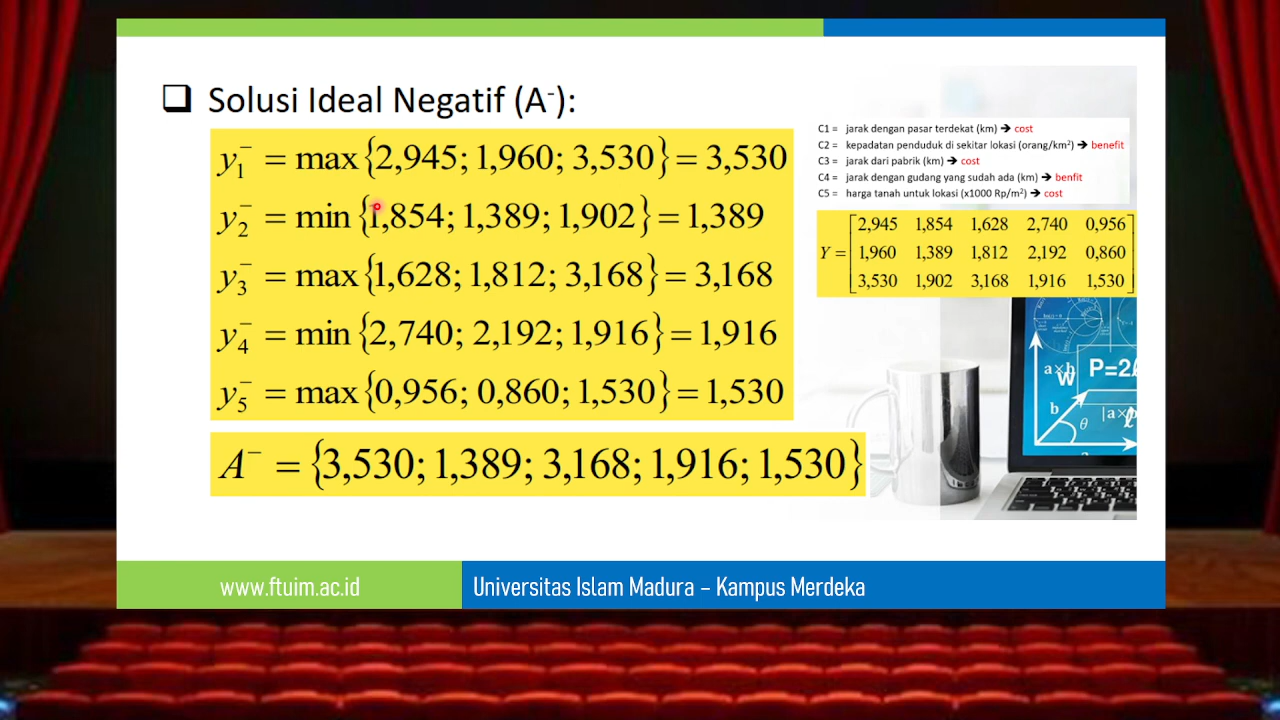 ❑ Solusi Ideal Negatif (A⁻):
y₁⁻ = max{2,945; 1,960; 3,530} = 3,530
y₂⁻ = min{1,854; 1,389; 1,902} = 1,389
y₃⁻ = max{1,628; 1,812; 3,168} = 3,168
y₄⁻ = min{2,740; 2,192; 1,916} = 1,916
y₅⁻ = max{0,956; 0,860; 1,530} = 1,530
A⁻ = {3,530; 1,389; 3,168; 1,916; 1,530}
C1 = jarak dengan pasar terdekat (km) ➔ cost
C2 = kepadatan penduduk di sekitar lokasi (orang/km²) ➔ benefit
C3 = jarak dari pabrik (km) ➔ cost
C4 = jarak dengan gudang yang sudah ada (km) ➔ benfit
C5 = harga tanah untuk lokasi (x1000 Rp/m²) ➔ cost
2,945 1,854 1,628 2,740 0,956
Y = 1,960 1,389 1,812 2,192 0,860
3,530 1,902 3,168 1,916 1,530
a×b
w
P=2ℓ
b
θ
|a×
www.ftuim.ac.id
Universitas Islam Madura – Kampus Merdeka